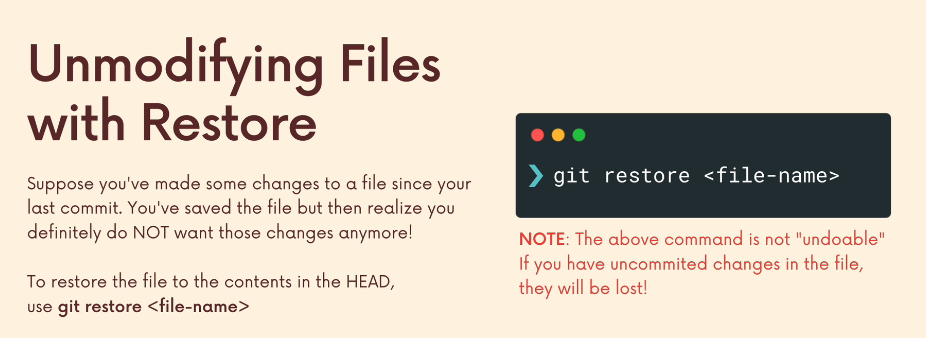 Unmodifying Files
with Restore
Suppose you've made some changes to a file since your
last commit. You've saved the file but then realize you
definitely do NOT want those changes anymore!
To restore the file to the contents in the HEAD,
use git restore <file-name>
❯ git restore <file-name>
NOTE: The above command is not "undoable"
If you have uncommited changes in the file,
they will be lost!